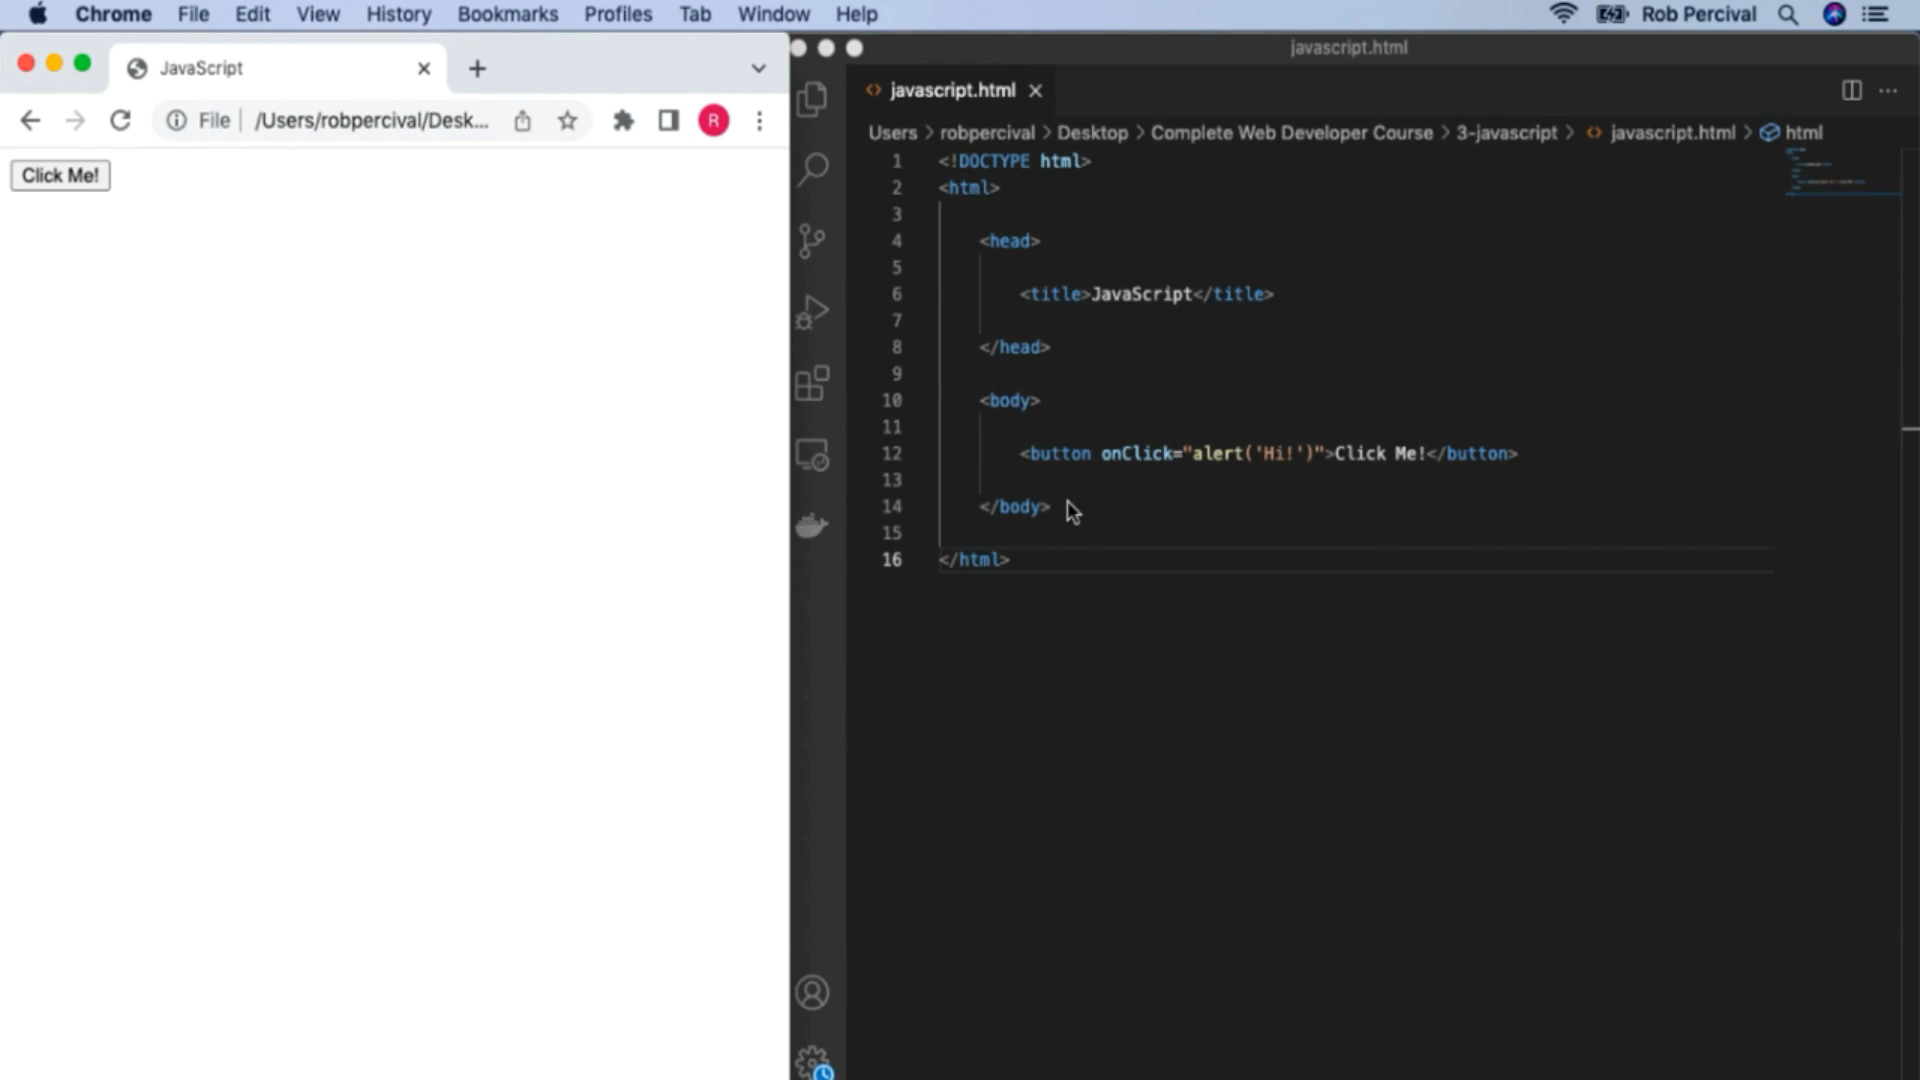 Chrome File Edit View History Bookmarks Profiles Tab Window Help Rob Percival
JavaScript
File /Users/robpercival/Desk...
R
Click Me!
javascript.html
javascript.html
Users > robpercival > Desktop > Complete Web Developer Course > 3-javascript > javascript.html > html
1 <!DOCTYPE html>
2 <html>
3
4 <head>
5
6 <title>JavaScript</title>
7
8 </head>
9
10 <body>
11
12 <button onClick="alert('Hi!')">Click Me!</button>
13
14 </body>
15
16 </html>